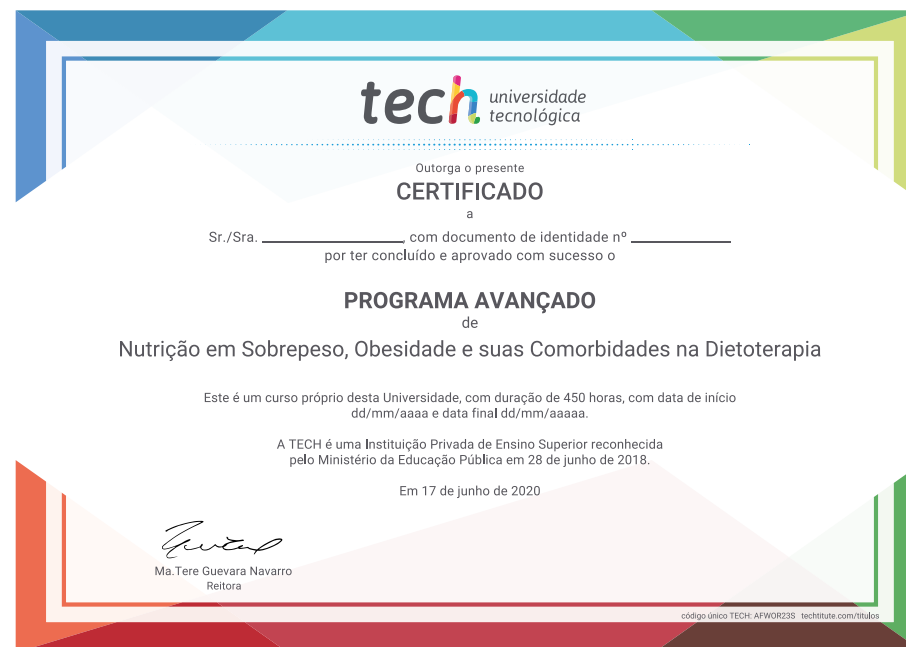 tech universidade
tecnológica
Outorga o presente
CERTIFICADO
a
Sr./Sra. ____________, com documento de identidade nº ____________
por ter concluído e aprovado com sucesso o
PROGRAMA AVANÇADO
de
Nutrição em Sobrepeso, Obesidade e suas Comorbidades na Dietoterapia
Este é um curso próprio desta Universidade, com duração de 450 horas, com data de início
dd/mm/aaaa e data final dd/mm/aaaaa.
A TECH é uma Instituição Privada de Ensino Superior reconhecida
pelo Ministério da Educação Pública em 28 de junho de 2018.
Em 17 de junho de 2020
Ma.Tere Guevara Navarro
Reitora
código único TECH: AFWOR23S techtitute.com/titulos